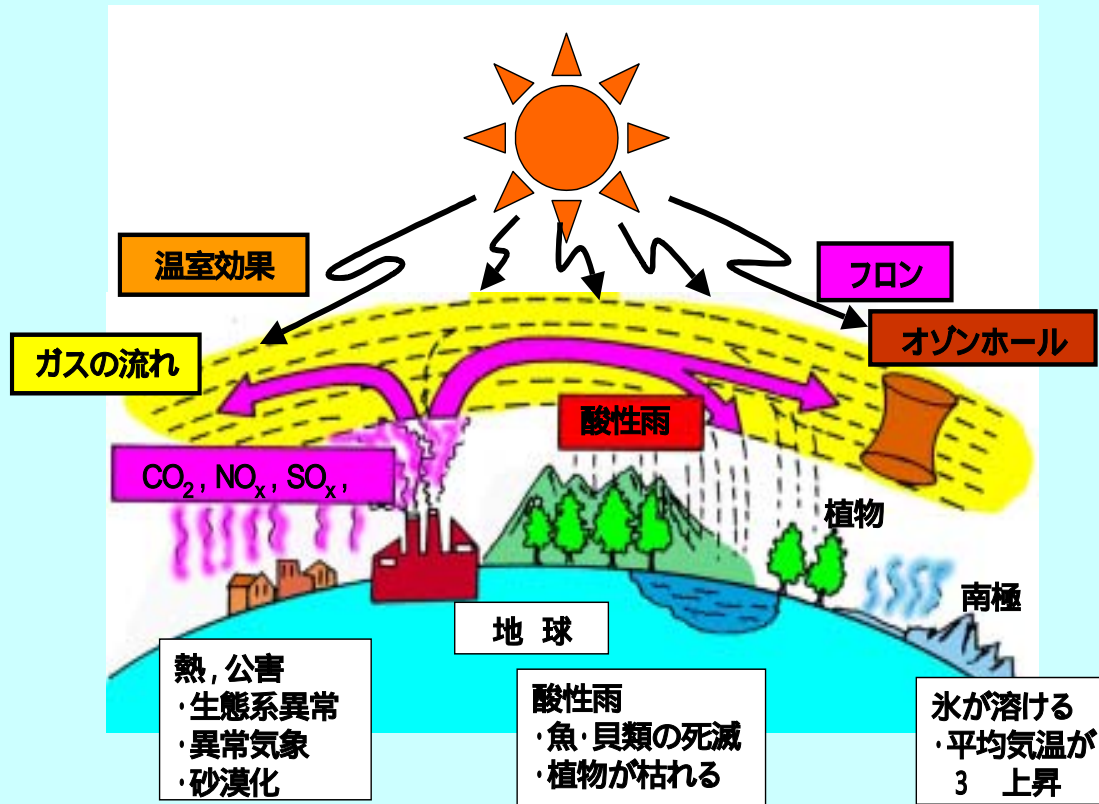 温室効果
フロン
オゾンホール
ガスの流れ
酸性雨
CO₂, NOₓ, SOₓ,
植物
南極
地 球
熱,公害
・生態系異常
・異常気象
・砂漠化
酸性雨
・魚・貝類の死滅
・植物が枯れる
氷が溶ける
・平均気温が
3 上昇